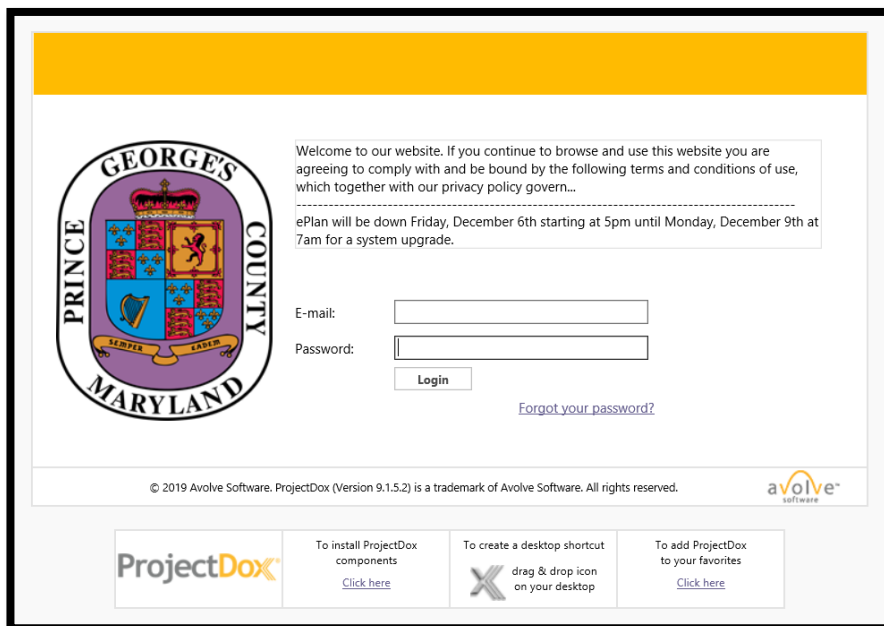 PRINCE GEORGE'S COUNTY MARYLAND
SEMPER EADEM
Welcome to our website. If you continue to browse and use this website you are
agreeing to comply with and be bound by the following terms and conditions of use,
which together with our privacy policy govern...
--------------------------------------------------------------------------------------------
ePlan will be down Friday, December 6th starting at 5pm until Monday, December 9th at
7am for a system upgrade.
E-mail:
Password:
Login
Forgot your password?
© 2019 Avolve Software. ProjectDox (Version 9.1.5.2) is a trademark of Avolve Software. All rights reserved.
avolve™
software
ProjectDox
To install ProjectDox
components
Click here
To create a desktop shortcut
drag & drop icon
on your desktop
To add ProjectDox
to your favorites
Click here